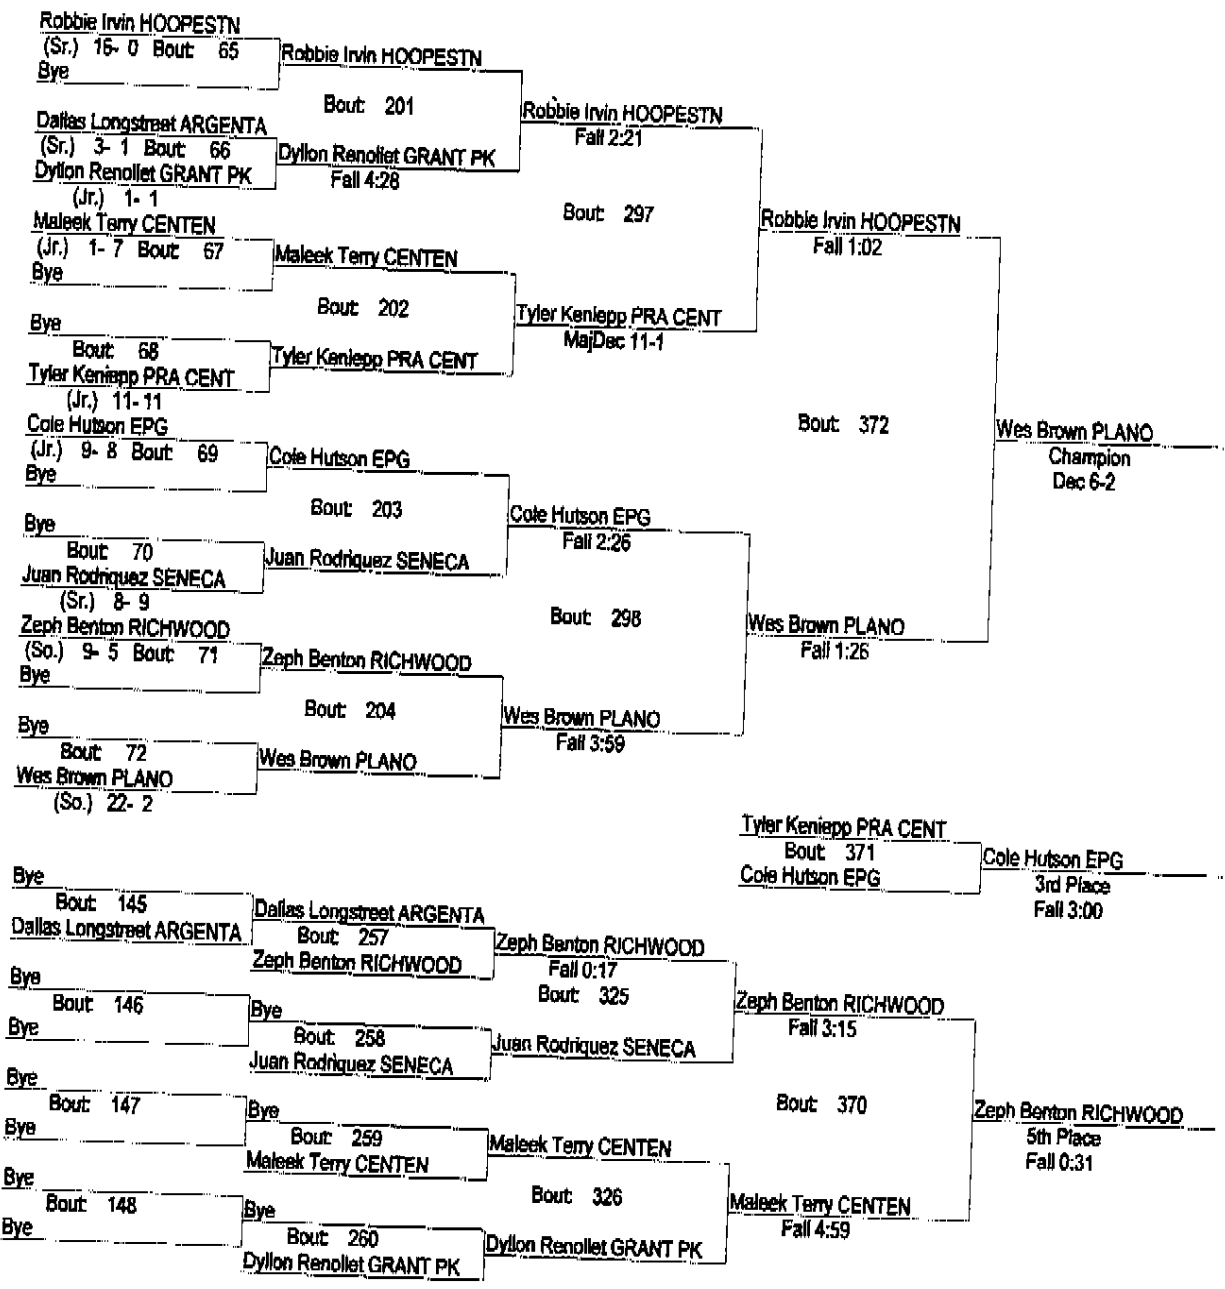 Robbie Irvin HOOPESTN
(Sr.) 16- 0 Bout: 65
Bye
Robbie Irvin HOOPESTN
Bout: 201
Dallas Longstreet ARGENTA
(Sr.) 3- 1 Bout: 66
Dyllon Renollet GRANT PK
(Jr.) 1- 1
Dyllon Renollet GRANT PK
Fall 4:28
Robbie Irvin HOOPESTN
Fall 2:21
Bout: 297
Maleek Terry CENTEN
(Jr.) 1- 7 Bout: 67
Bye
Maleek Terry CENTEN
Bout: 202
Bye
Bout: 68
Tyler Keniepp PRA CENT
(Jr.) 11- 11
Tyler Keniepp PRA CENT
Tyler Keniepp PRA CENT
MajDec 11-1
Robbie Irvin HOOPESTN
Fall 1:02
Bout: 372
Cole Hutson EPG
(Jr.) 9- 8 Bout: 69
Bye
Cole Hutson EPG
Bout: 203
Bye
Bout: 70
Juan Rodriquez SENECA
(Sr.) 8- 9
Juan Rodriquez SENECA
Cole Hutson EPG
Fall 2:26
Bout: 298
Zeph Benton RICHWOOD
(So.) 9- 5 Bout: 71
Bye
Zeph Benton RICHWOOD
Bout: 204
Bye
Bout: 72
Wes Brown PLANO
(So.) 22- 2
Wes Brown PLANO
Wes Brown PLANO
Fall 3:59
Wes Brown PLANO
Fall 1:26
Wes Brown PLANO
Champion
Dec 6-2
Tyler Keniepp PRA CENT
Bout: 371
Cole Hutson EPG
Cole Hutson EPG
3rd Place
Fall 3:00
Bye
Bout: 145
Dallas Longstreet ARGENTA
Dallas Longstreet ARGENTA
Bout: 257
Zeph Benton RICHWOOD
Zeph Benton RICHWOOD
Fall 0:17
Bout: 325
Bye
Bout: 146
Bye
Bye
Bout: 258
Juan Rodriquez SENECA
Juan Rodriquez SENECA
Zeph Benton RICHWOOD
Fall 3:15
Bout: 370
Bye
Bout: 147
Bye
Bye
Bout: 259
Maleek Terry CENTEN
Maleek Terry CENTEN
Bout: 326
Bye
Bout: 148
Bye
Bye
Bout: 260
Dyllon Renollet GRANT PK
Dyllon Renollet GRANT PK
Maleek Terry CENTEN
Fall 4:59
Zeph Benton RICHWOOD
5th Place
Fall 0:31